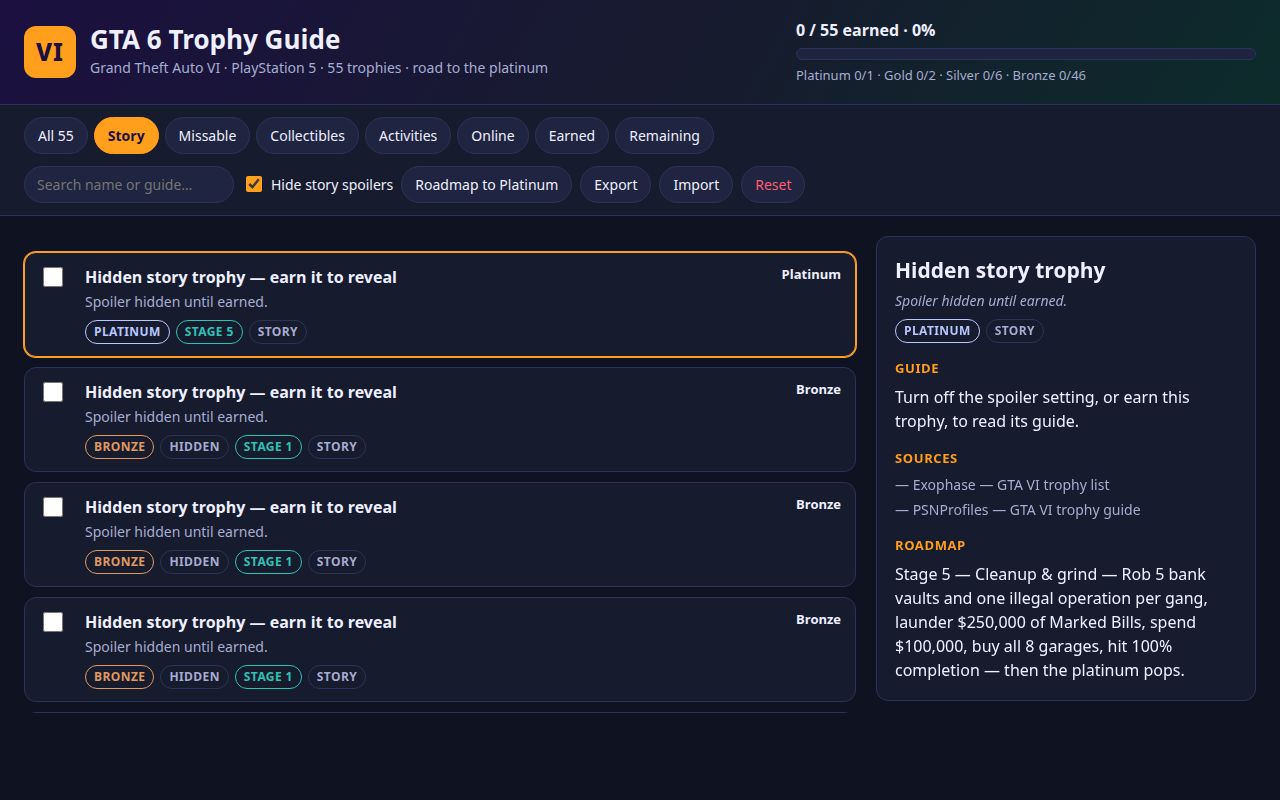 VI
GTA 6 Trophy Guide
Grand Theft Auto VI · PlayStation 5 · 55 trophies · road to the platinum
0 / 55 earned · 0%
Platinum 0/1 · Gold 0/2 · Silver 0/6 · Bronze 0/46
All 55
Story
Missable
Collectibles
Activities
Online
Earned
Remaining
Search name or guide...
Hide story spoilers
Roadmap to Platinum
Export
Import
Reset
Hidden story trophy — earn it to reveal
Platinum
Spoiler hidden until earned.
PLATINUM
STAGE 5
STORY
Hidden story trophy — earn it to reveal
Bronze
Spoiler hidden until earned.
BRONZE
HIDDEN
STAGE 1
STORY
Hidden story trophy — earn it to reveal
Bronze
Spoiler hidden until earned.
BRONZE
HIDDEN
STAGE 1
STORY
Hidden story trophy — earn it to reveal
Bronze
Spoiler hidden until earned.
BRONZE
HIDDEN
STAGE 1
STORY
Hidden story trophy
Spoiler hidden until earned.
PLATINUM
STORY
GUIDE
Turn off the spoiler setting, or earn this
trophy, to read its guide.
SOURCES
— Exophase — GTA VI trophy list
— PSNProfiles — GTA VI trophy guide
ROADMAP
Stage 5 — Cleanup & grind — Rob 5 bank
vaults and one illegal operation per gang,
launder $250,000 of Marked Bills, spend
$100,000, buy all 8 garages, hit 100%
completion — then the platinum pops.